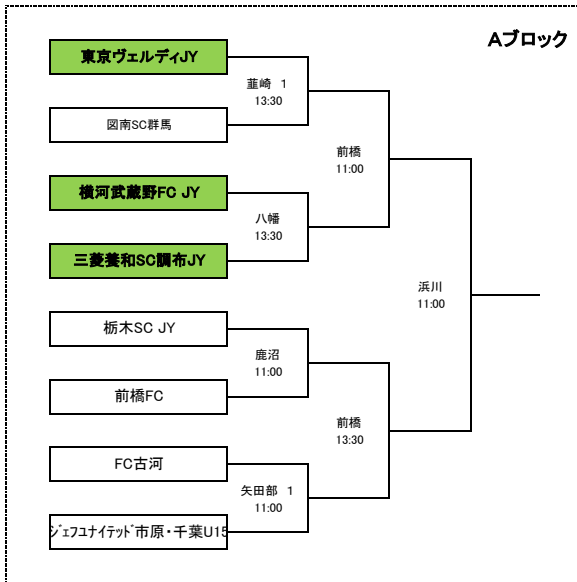 Aブロック
東京ヴェルディJY
韮崎 1
13:30
図南SC群馬
前橋
11:00
横河武蔵野FC JY
八幡
13:30
三菱養和SC調布JY
浜川
11:00
栃木SC JY
鹿沼
11:00
前橋FC
前橋
13:30
FC古河
矢田部 1
11:00
ジェフユナイテッド市原・千葉U15